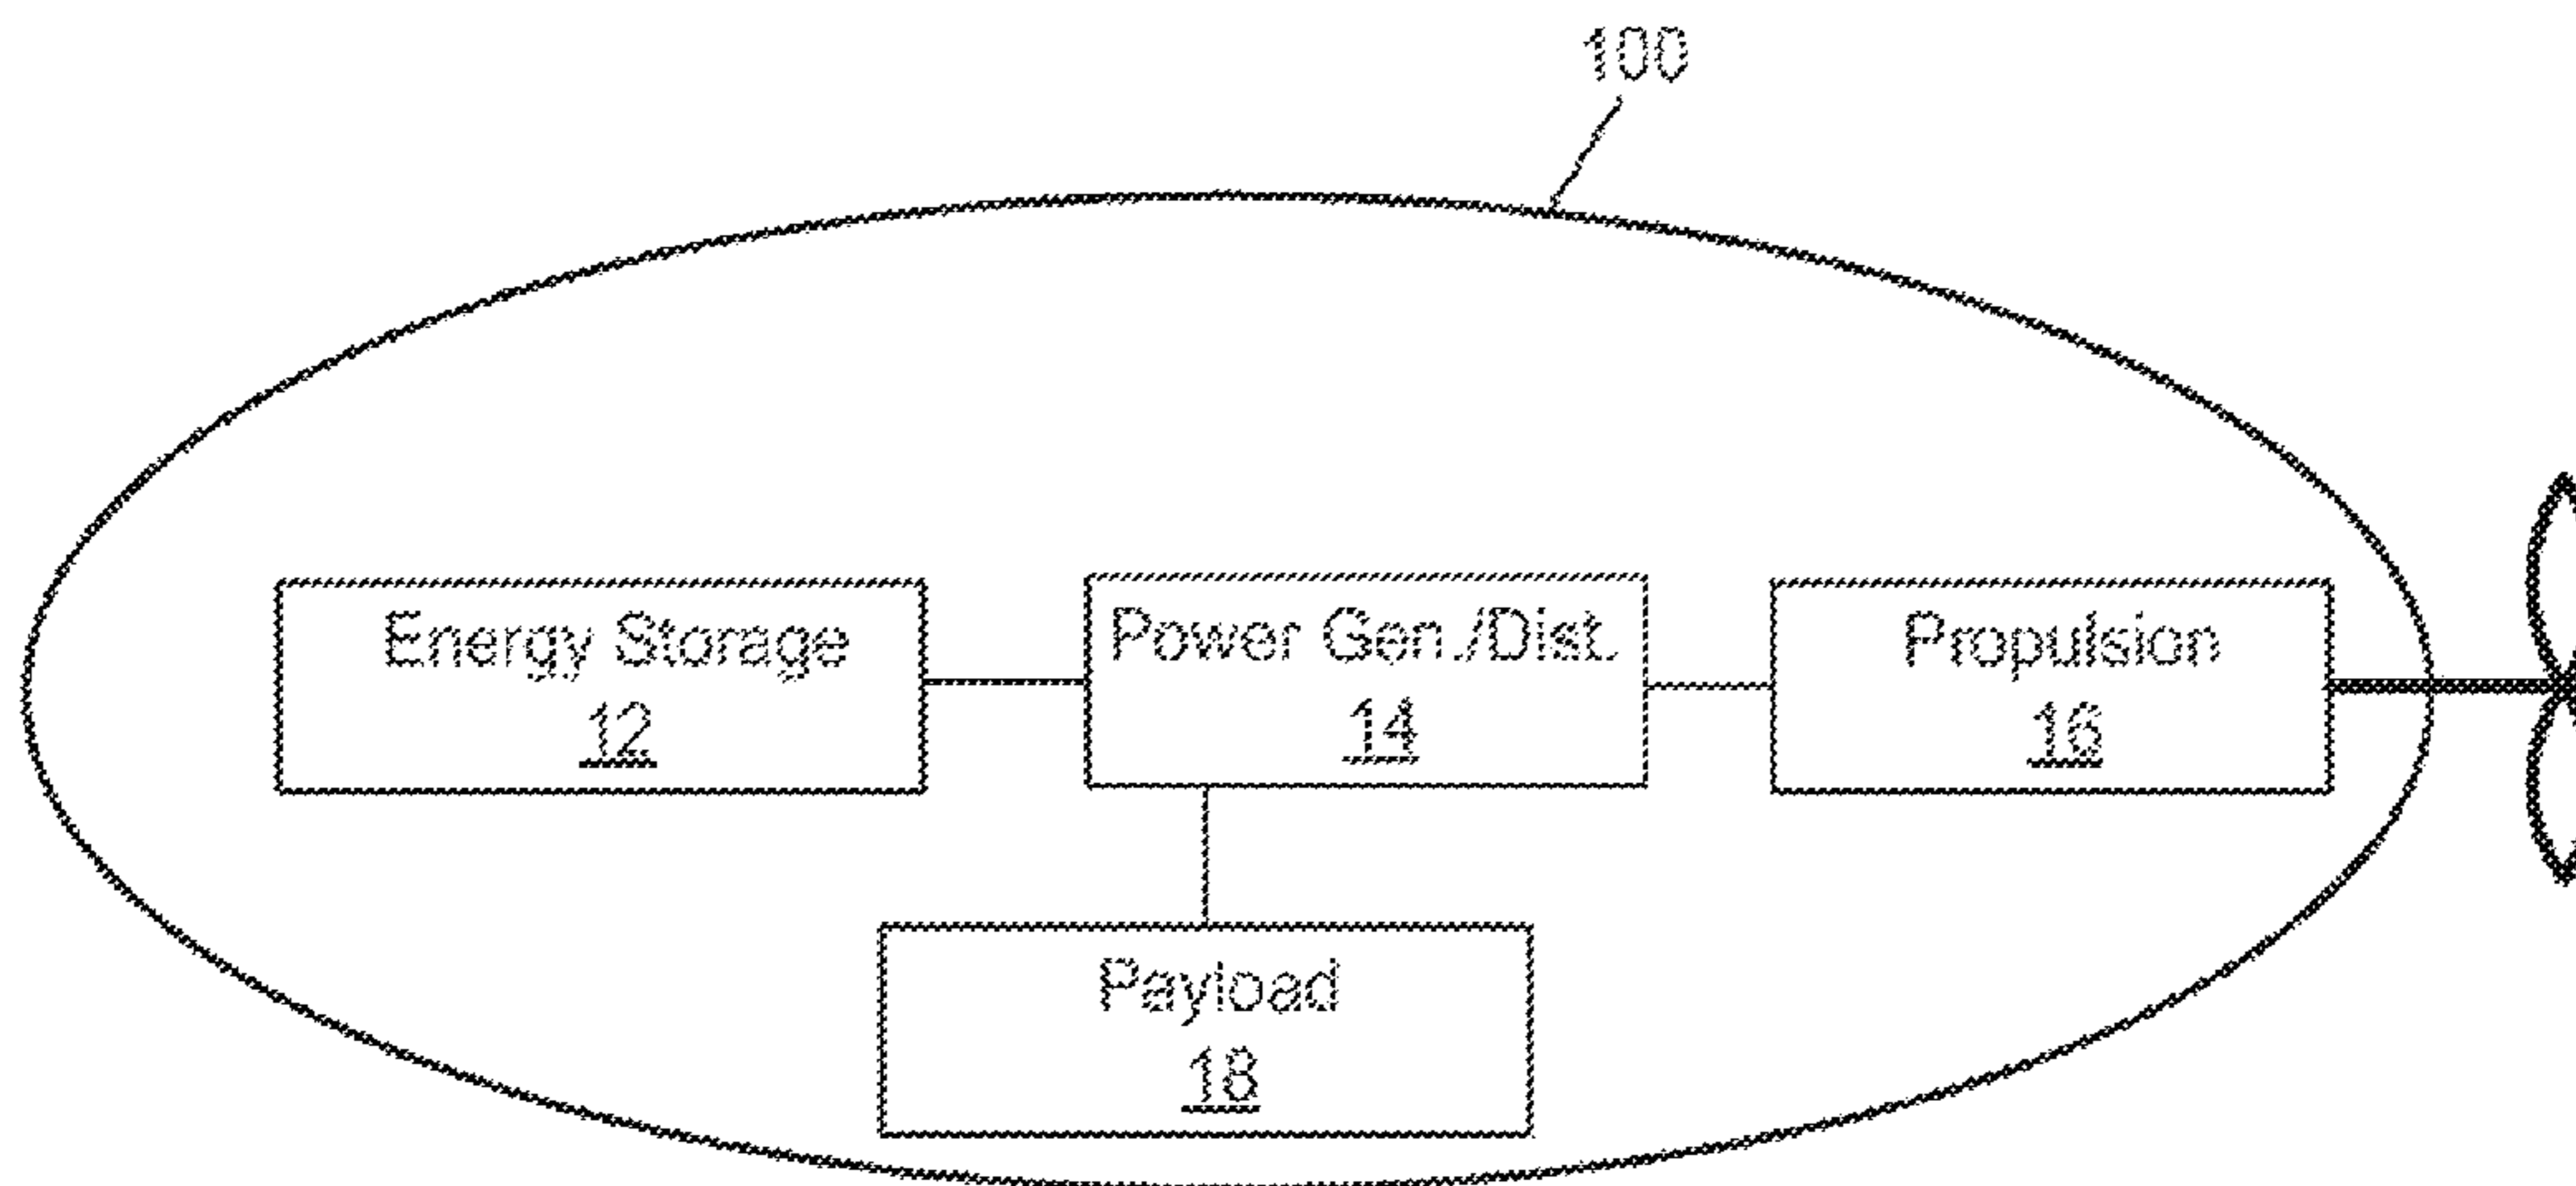 100
Energy Storage
12
Power Gen./Dist.
14
Propulsion
16
Payload
18